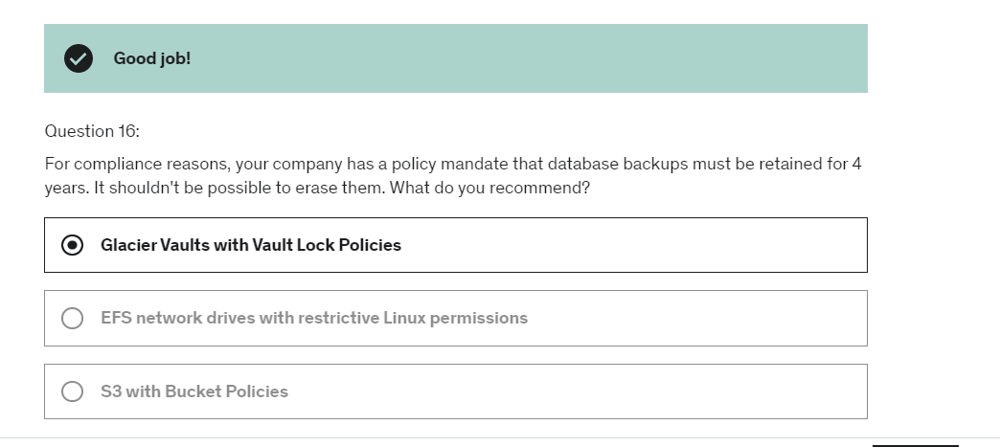 Good job!
Question 16:
For compliance reasons, your company has a policy mandate that database backups must be retained for 4
years. It shouldn't be possible to erase them. What do you recommend?
Glacier Vaults with Vault Lock Policies
EFS network drives with restrictive Linux permissions
S3 with Bucket Policies